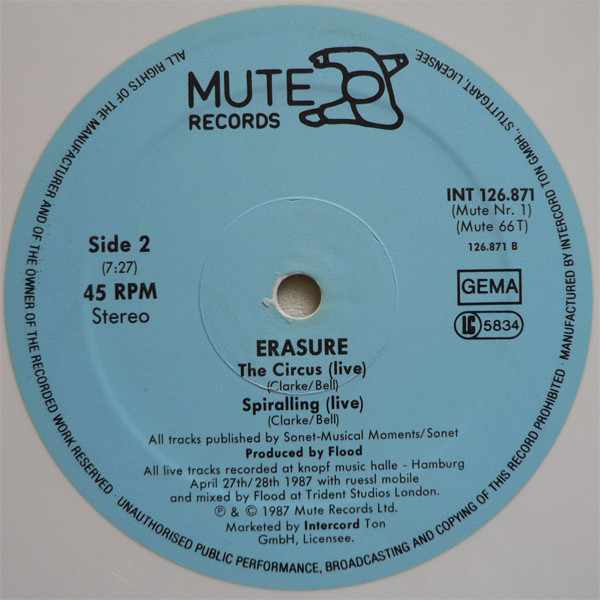 MUTE
RECORDS
INT 126.871
(Mute Nr. 1)
(Mute 66 T)
126.871 B
Side 2
(7:27)
45 RPM
Stereo
GEMA
LC 5834
ERASURE
The Circus (live)
(Clarke/Bell)
Spiralling (live)
(Clarke/Bell)
All tracks published by Sonet-Musical Moments/Sonet
Produced by Flood
All live tracks recorded at knopf music halle - Hamburg
April 27th/28th 1987 with ruessl mobile
and mixed by Flood at Trident Studios London.
℗ & © 1987 Mute Records Ltd.
Marketed by Intercord Ton
GmbH, Licensee.
ALL RIGHTS OF THE MANUFACTURER AND OF THE OWNER OF THE RECORDED WORK RESERVED · UNAUTHORISED PUBLIC PERFORMANCE, BROADCASTING AND COPYING OF THIS RECORD PROHIBITED · MANUFACTURED BY INTERCORD TON GMBH., STUTTGART, LICENSEE.